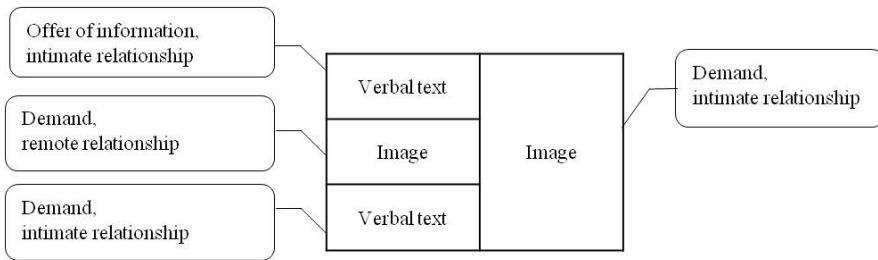 Offer of information,
intimate relationship
Demand,
remote relationship
Demand,
intimate relationship
Verbal text
Image
Verbal text
Image
Demand,
intimate relationship